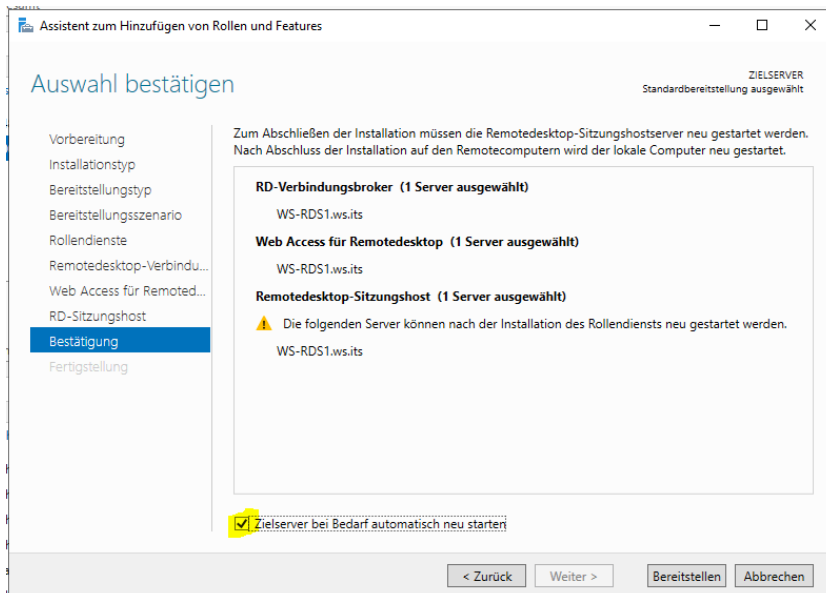 Assistent zum Hinzufügen von Rollen und Features
Auswahl bestätigen
ZIELSERVER
Standardbereitstellung ausgewählt
Vorbereitung
Installationstyp
Bereitstellungstyp
Bereitstellungsszenario
Rollendienste
Remotedesktop-Verbindu...
Web Access für Remoted...
RD-Sitzungshost
Bestätigung
Fertigstellung
Zum Abschließen der Installation müssen die Remotedesktop-Sitzungshostserver neu gestartet werden.
Nach Abschluss der Installation auf den Remotecomputern wird der lokale Computer neu gestartet.
RD-Verbindungsbroker (1 Server ausgewählt)
WS-RDS1.ws.its
Web Access für Remotedesktop (1 Server ausgewählt)
WS-RDS1.ws.its
Remotedesktop-Sitzungshost (1 Server ausgewählt)
Die folgenden Server können nach der Installation des Rollendiensts neu gestartet werden.
WS-RDS1.ws.its
Zielserver bei Bedarf automatisch neu starten
< Zurück
Weiter >
Bereitstellen
Abbrechen